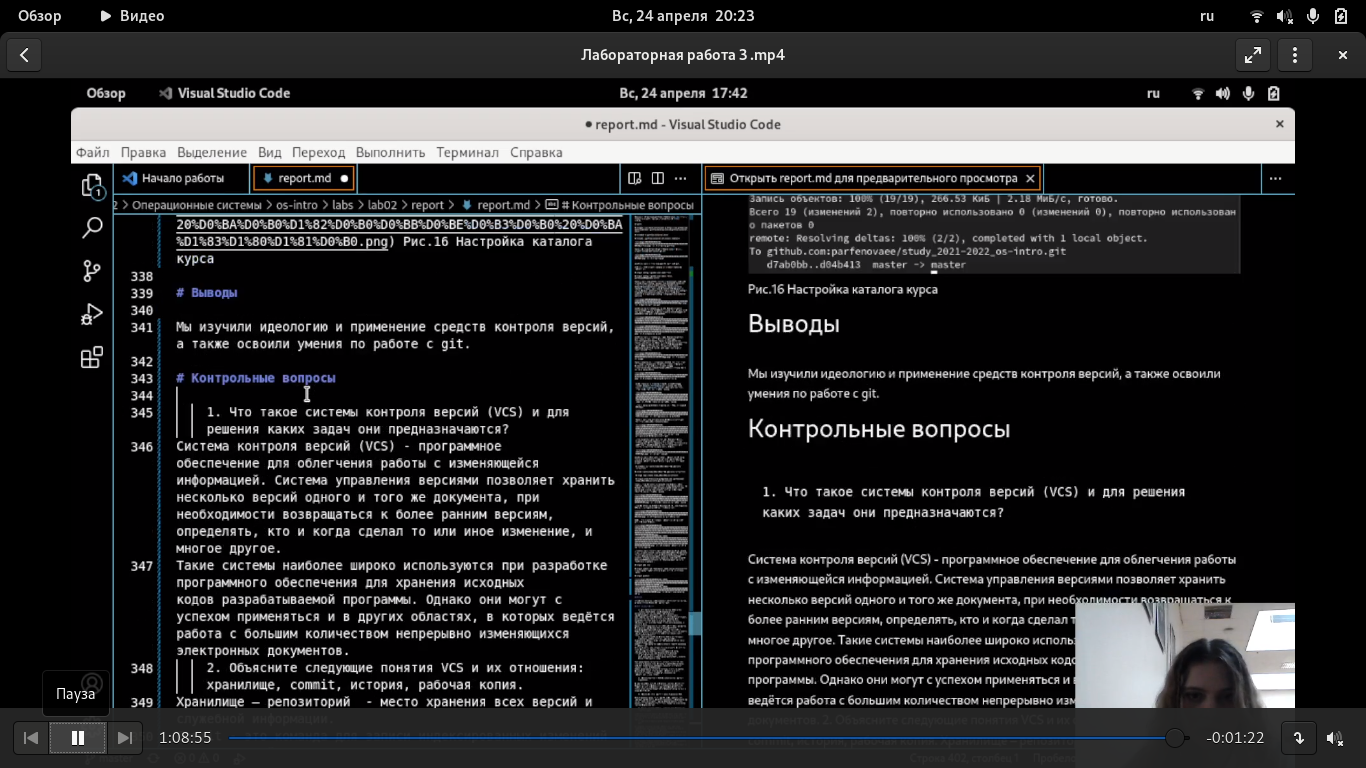 Обзор
Видео
Вс, 24 апреля 20:23
ru
Лабораторная работа 3.mp4
Обзор
Visual Studio Code
Вс, 24 апреля 17:42
ru
report.md - Visual Studio Code
Файл Правка Выделение Вид Переход Выполнить Терминал Справка
1
Начало работы
report.md
2 > Операционные системы > os-intro > labs > lab02 > report > report.md > # Контрольные вопросы
20%D0%BA%D0%B0%D1%82%D0%B0%D0%BB%D0%BE%D0%B3%D0%B0%20%D0%BA
%D1%83%D1%80%D1%81%D0%B0.png) Рис.16 Настройка каталога
курса
338
339 # Выводы
340
341 Мы изучили идеологию и применение средств контроля версий,
а также освоили умения по работе с git.
342
343 # Контрольные вопросы
344
345 1. Что такое системы контроля версий (VCS) и для
решения каких задач они предназначаются?
346 Система контроля версий (VCS) - программное
обеспечение для облегчения работы с изменяющейся
информацией. Система управления версиями позволяет хранить
несколько версий одного и того же документа, при
необходимости возвращаться к более ранним версиям,
определять, кто и когда сделал то или иное изменение, и
многое другое.
347 Такие системы наиболее широко используются при разработке
программного обеспечения для хранения исходных
кодов разрабатываемой программы. Однако они могут с
успехом применяться и в других областях, в которых ведётся
работа с большим количеством непрерывно изменяющихся
электронных документов.
348 2. Объясните следующие понятия VCS и их отношения:
хранилище, commit, история, рабочая копия.
349 Хранилище – репозиторий - место хранения всех версий и
служебной информации.
Открыть report.md для предварительного просмотра
запись объектов: 100% (19/19), 266.53 КиБ | 2.18 МиБ/с, готово.
Всего 19 (изменений 2), повторно использовано 0 (изменений 0), повторно использован
о пакетов 0
remote: Resolving deltas: 100% (2/2), completed with 1 local object.
To github.com:parfenovaee/study_2021-2022_os-intro.git
d7ab0bb..d04b413 master -> master
Рис.16 Настройка каталога курса
Выводы
Мы изучили идеологию и применение средств контроля версий, а также освоили
умения по работе с git.
Контрольные вопросы
1. Что такое системы контроля версий (VCS) и для решения
каких задач они предназначаются?
Система контроля версий (VCS) - программное обеспечение для облегчения работы
с изменяющейся информацией. Система управления версиями позволяет хранить
несколько версий одного и того же документа, при необходимости возвращаться к
более ранним версиям, определять, кто и когда сделал
многое другое. Такие системы наиболее широко
программного обеспечения для хранения исходных
программы. Однако они могут с успехом применяться и
ведётся работа с большим количеством непрерывно
Пауза
1:08:55
-0:01:22